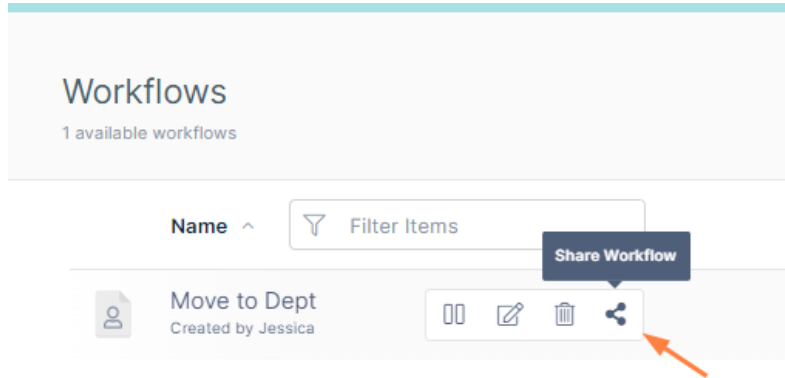 Workflows
1 available workflows
Name
Filter Items
Share Workflow
Move to Dept
Created by Jessica